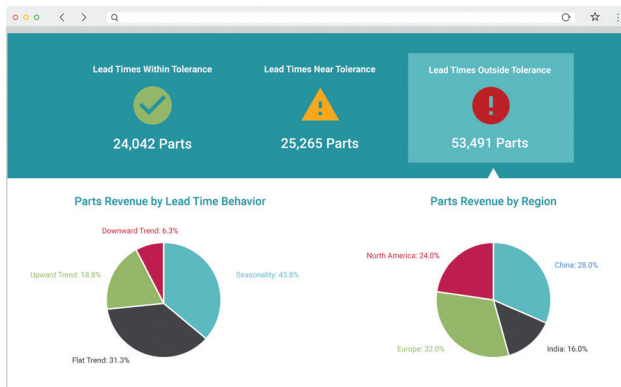 Lead Times Within Tolerance
Lead Times Near Tolerance
Lead Times Outside Tolerance
24,042 Parts
25,265 Parts
53,491 Parts
Parts Revenue by Lead Time Behavior
Downward Trend: 6.3%
Upward Trend: 18.8%
Seasonality: 43.8%
Flat Trend: 31.3%
Parts Revenue by Region
North America: 24.0%
China: 28.0%
Europe: 32.0%
India: 16.0%